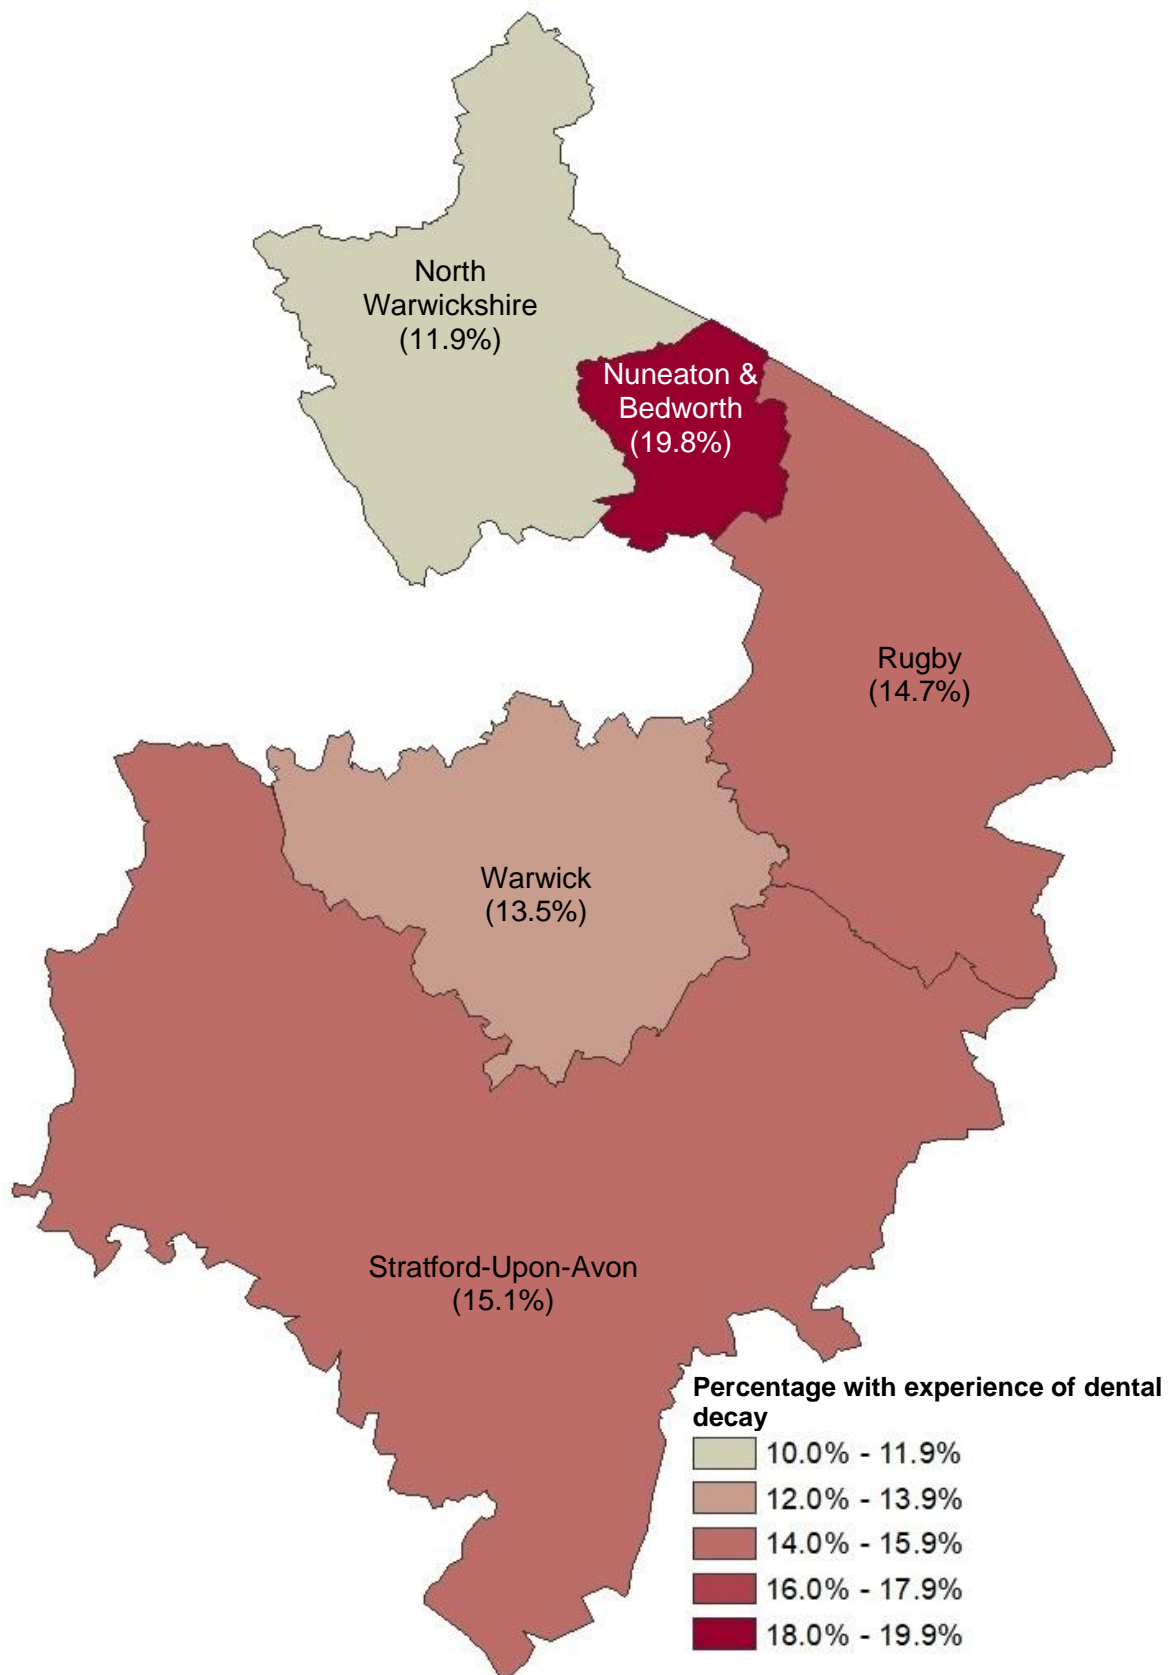 North
Warwickshire
(11.9%)
Nuneaton &
Bedworth
(19.8%)
Rugby
(14.7%)
Warwick
(13.5%)
Stratford-Upon-Avon
(15.1%)
Percentage with experience of dental
decay
10.0% - 11.9%
12.0% - 13.9%
14.0% - 15.9%
16.0% - 17.9%
18.0% - 19.9%